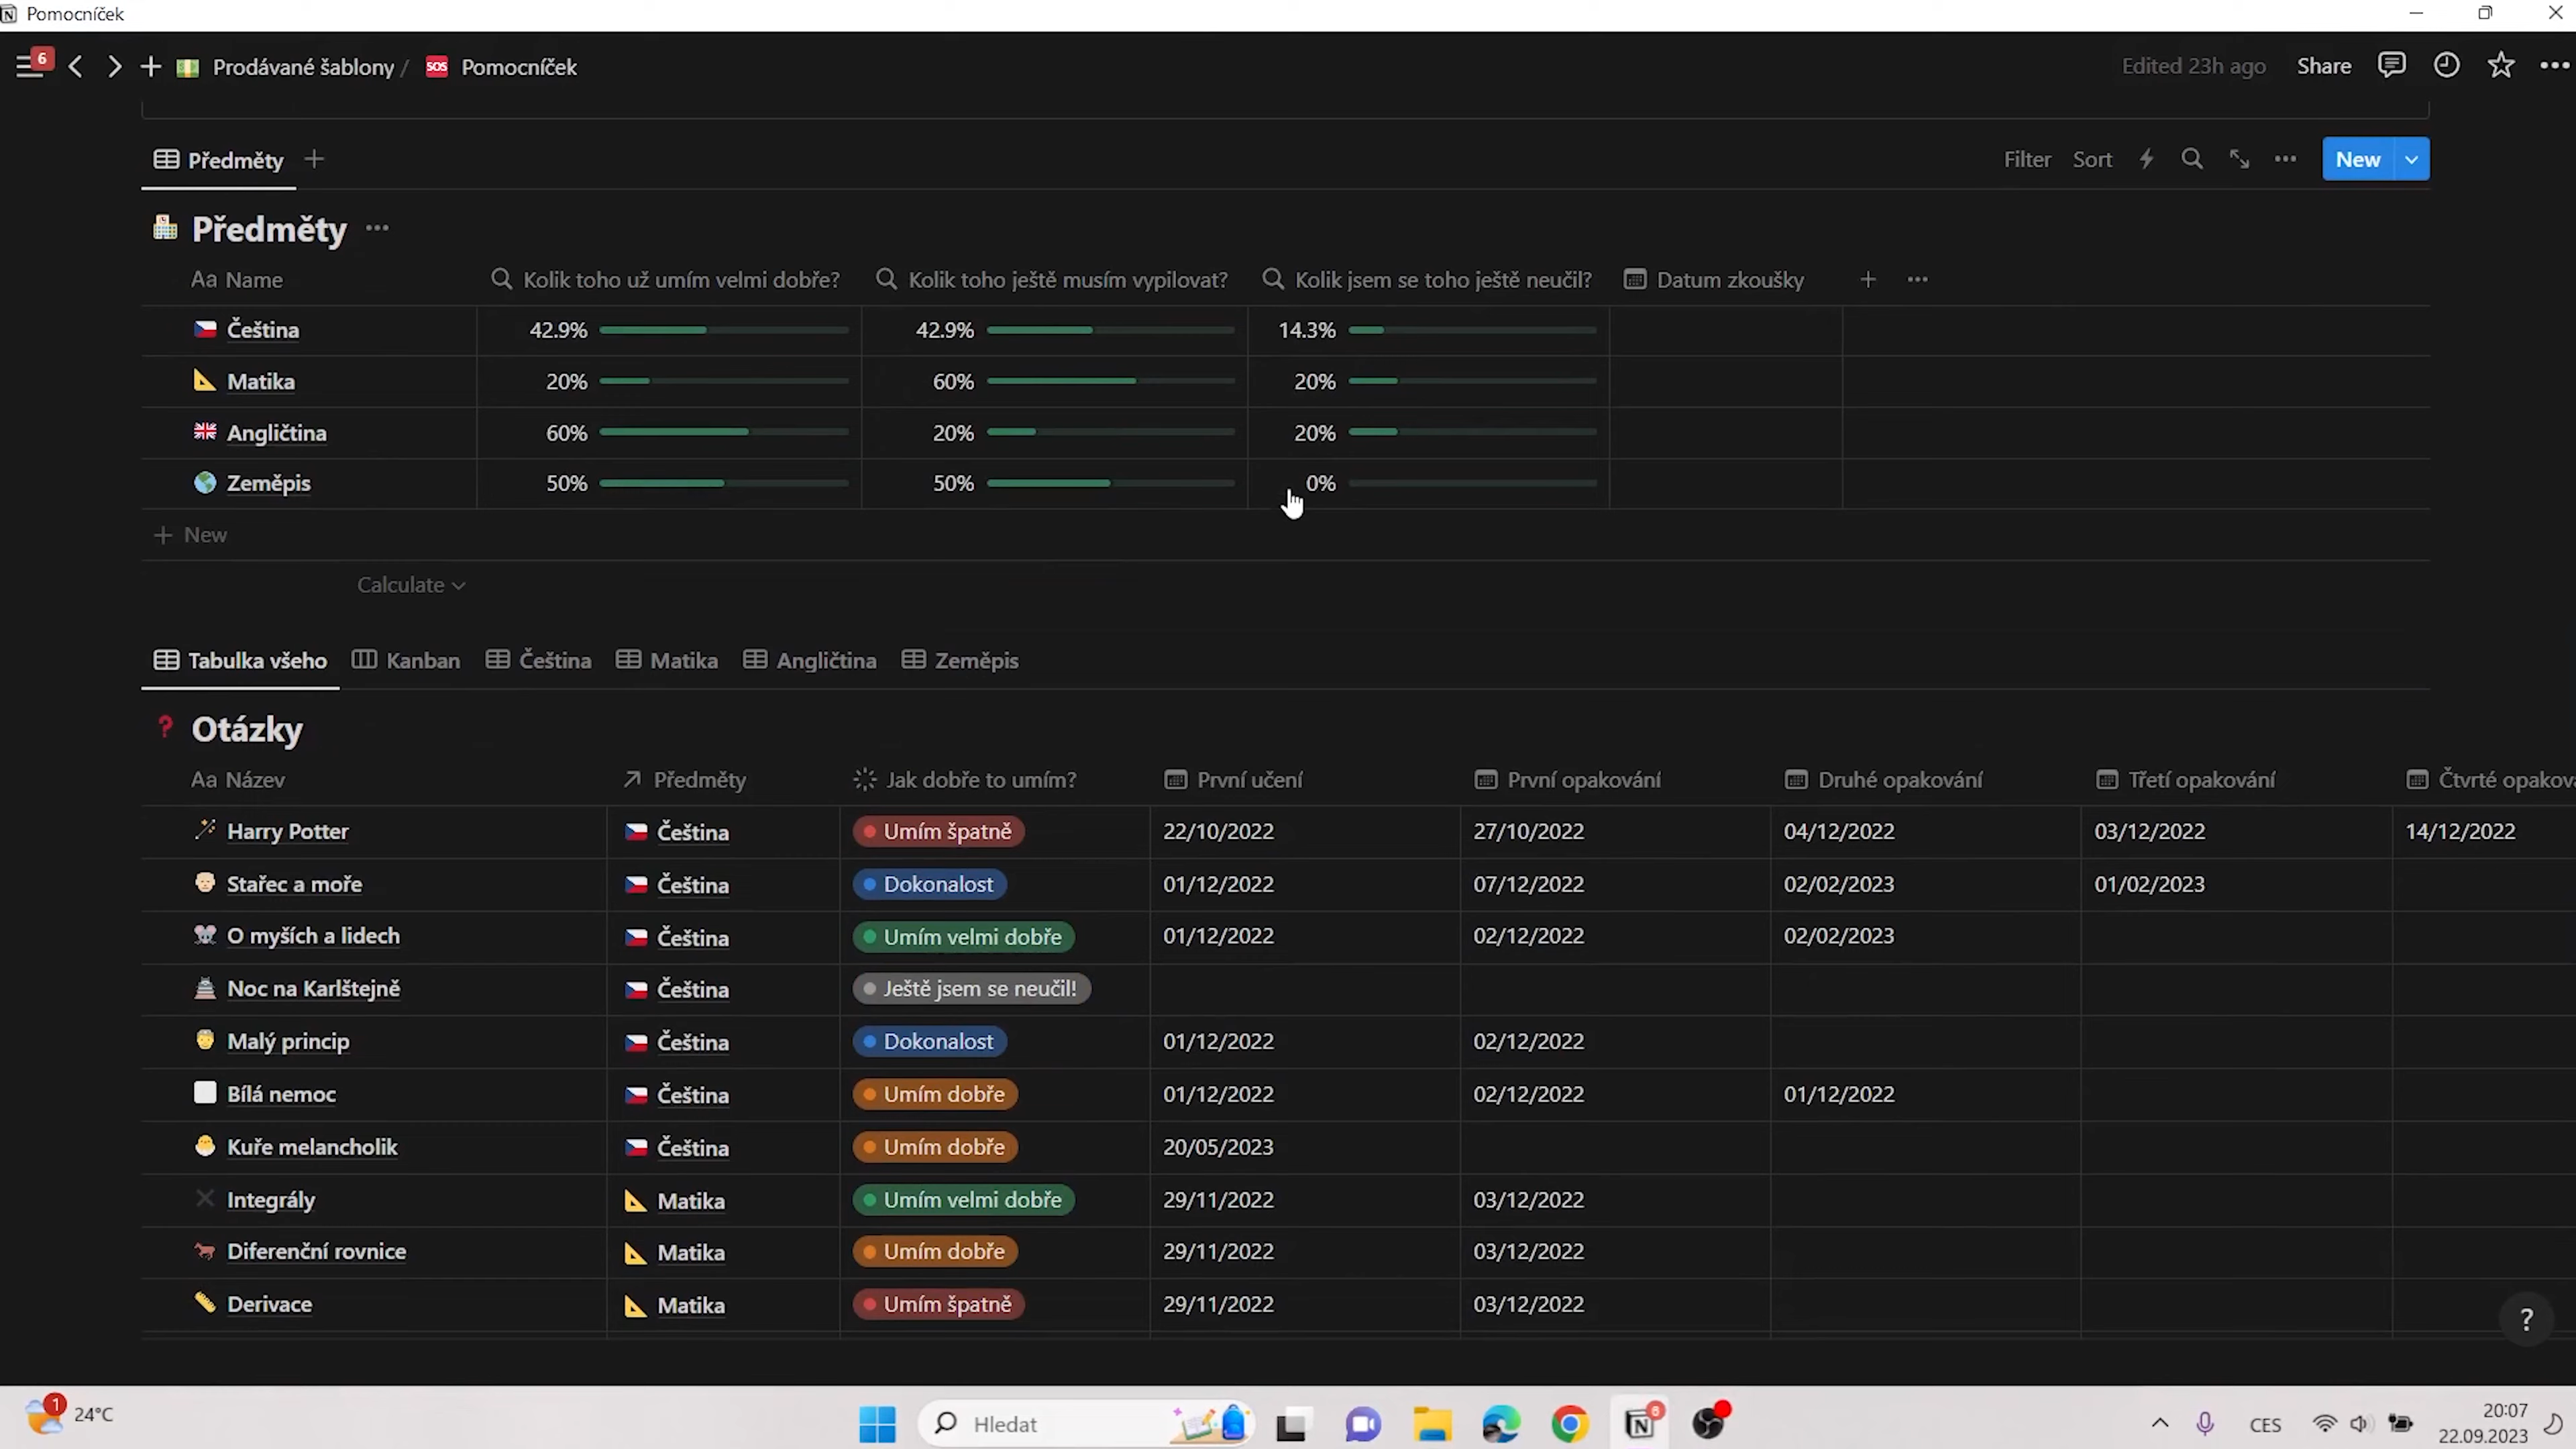 Pomocníček
6 Prodávané šablony / SOS Pomocníček Edited 23h ago Share
Předměty Filter Sort New
Předměty
Aa Name Kolik toho už umím velmi dobře? Kolik toho ještě musím vypilovat? Kolik jsem se toho ještě neučil? Datum zkoušky
Čeština 42.9% 42.9% 14.3%
Matika 20% 60% 20%
Angličtina 60% 20% 20%
Zeměpis 50% 50% 0%
New
Calculate
Tabulka všeho Kanban Čeština Matika Angličtina Zeměpis
Otázky
Aa Název Předměty Jak dobře to umím? První učení První opakování Druhé opakování Třetí opakování Čtvrté opakov
Harry Potter Čeština Umím špatně 22/10/2022 27/10/2022 04/12/2022 03/12/2022 14/12/2022
Stařec a moře Čeština Dokonalost 01/12/2022 07/12/2022 02/02/2023 01/02/2023
O myších a lidech Čeština Umím velmi dobře 01/12/2022 02/12/2022 02/02/2023
Noc na Karlštejně Čeština Ještě jsem se neučil!
Malý princip Čeština Dokonalost 01/12/2022 02/12/2022
Bílá nemoc Čeština Umím dobře 01/12/2022 02/12/2022 01/12/2022
Kuře melancholik Čeština Umím dobře 20/05/2023
Integrály Matika Umím velmi dobře 29/11/2022 03/12/2022
Diferenční rovnice Matika Umím dobře 29/11/2022 03/12/2022
Derivace Matika Umím špatně 29/11/2022 03/12/2022
?
1 24°C Hledat 6 CES 20:07
22.09.2023